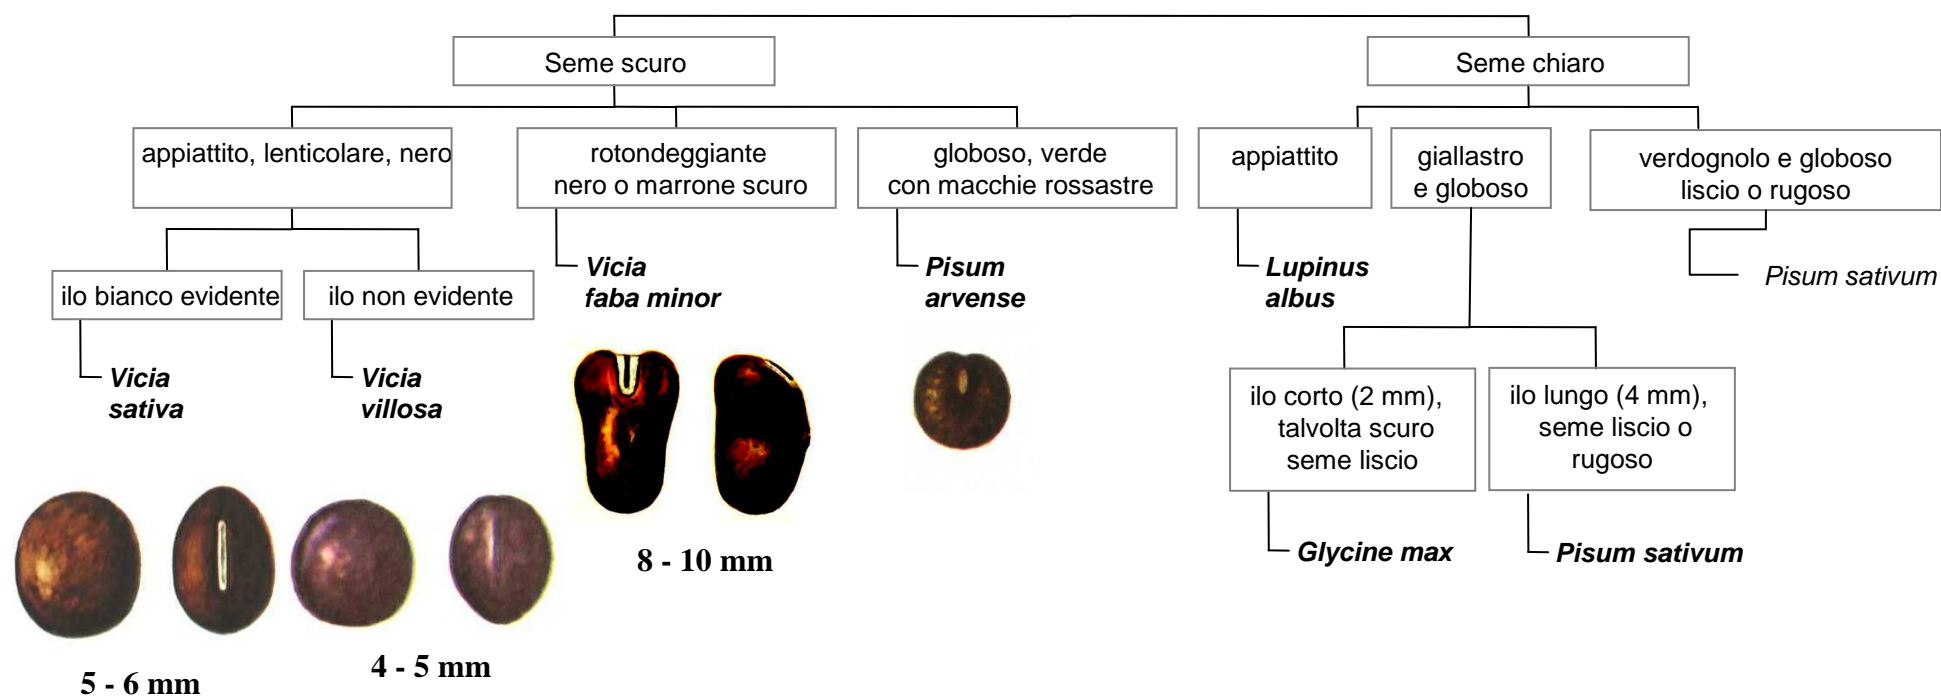 Seme scuro
Seme chiaro
appiattito, lenticolare, nero
rotondeggiante
nero o marrone scuro
globoso, verde
con macchie rossastre
appiattito
giallastro
e globoso
verdognolo e globoso
liscio o rugoso
ilo bianco evidente
ilo non evidente
Vicia
faba minor
Pisum
arvense
Lupinus
albus
Pisum sativum
Vicia
sativa
Vicia
villosa
ilo corto (2 mm),
talvolta scuro
seme liscio
ilo lungo (4 mm),
seme liscio o
rugoso
Glycine max
Pisum sativum
8 - 10 mm
4 - 5 mm
5 - 6 mm